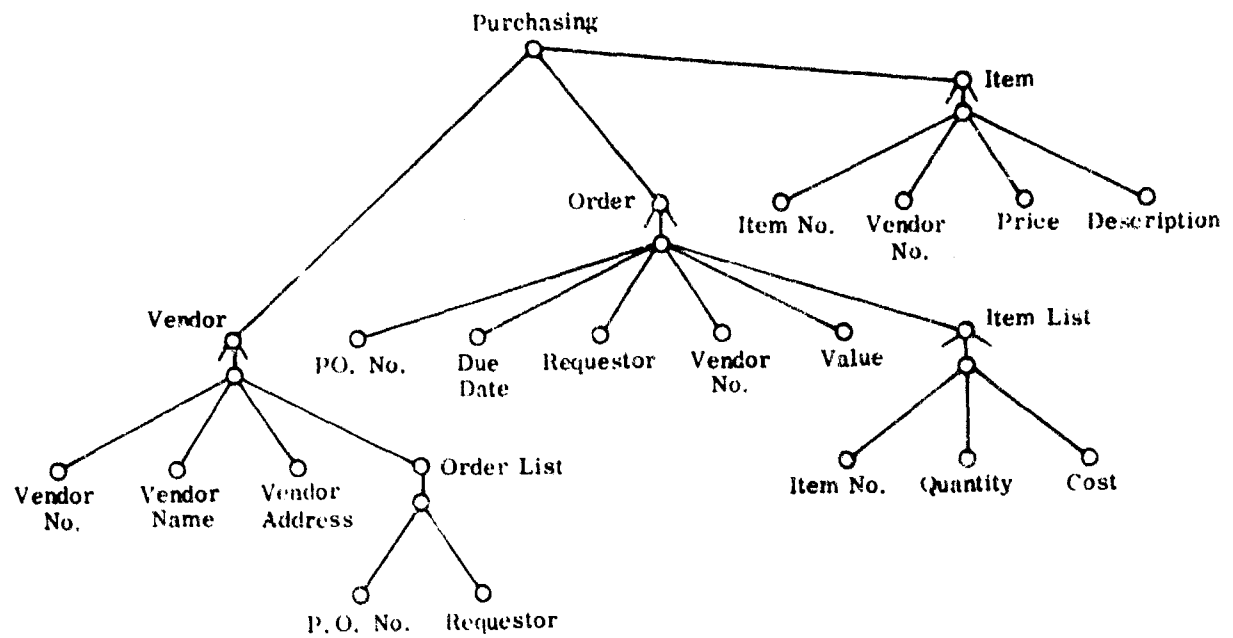 Purchasing
Item
Order
Item No.
Vendor
No.
Price
Description
Vendor
PO. No.
Due
Date
Requestor
Vendor
No.
Value
Item List
Vendor
No.
Vendor
Name
Vendor
Address
Order List
Item No.
Quantity
Cost
P.O. No.
Requestor